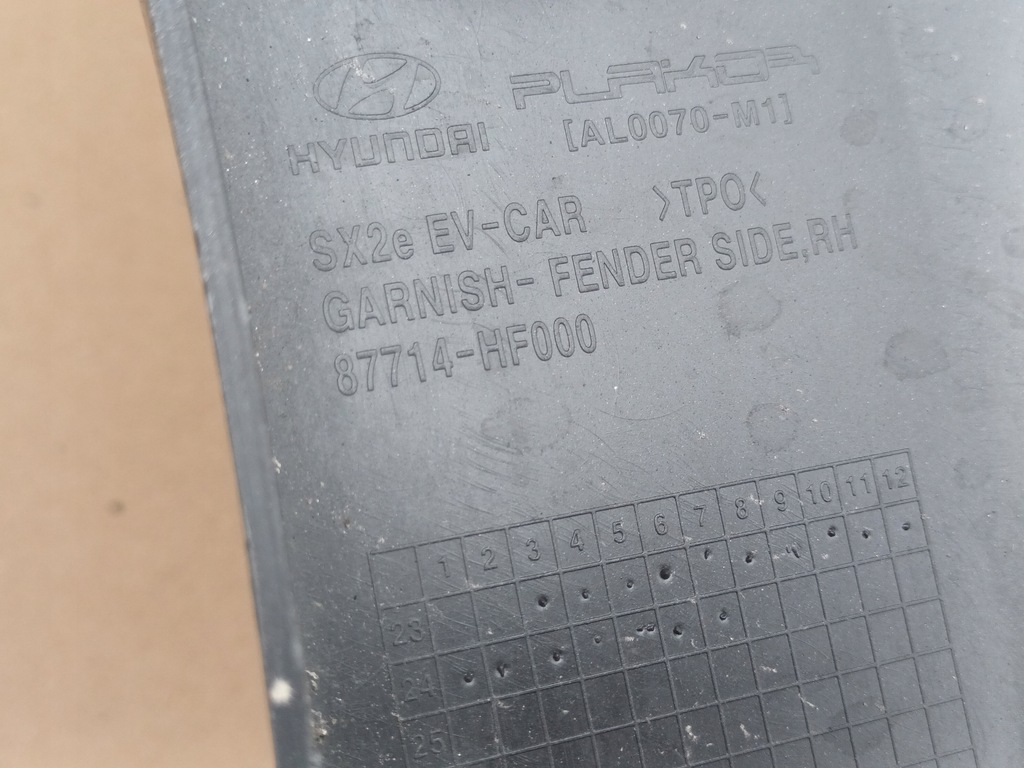 HYUNDAI PLAKOR
[AL0070-M1]
SX2e EV-CAR >TPO<
GARNISH- FENDER SIDE,RH
87714-HF000
1 2 3 4 5 6 7 8 9 10 11 12
23
24
25